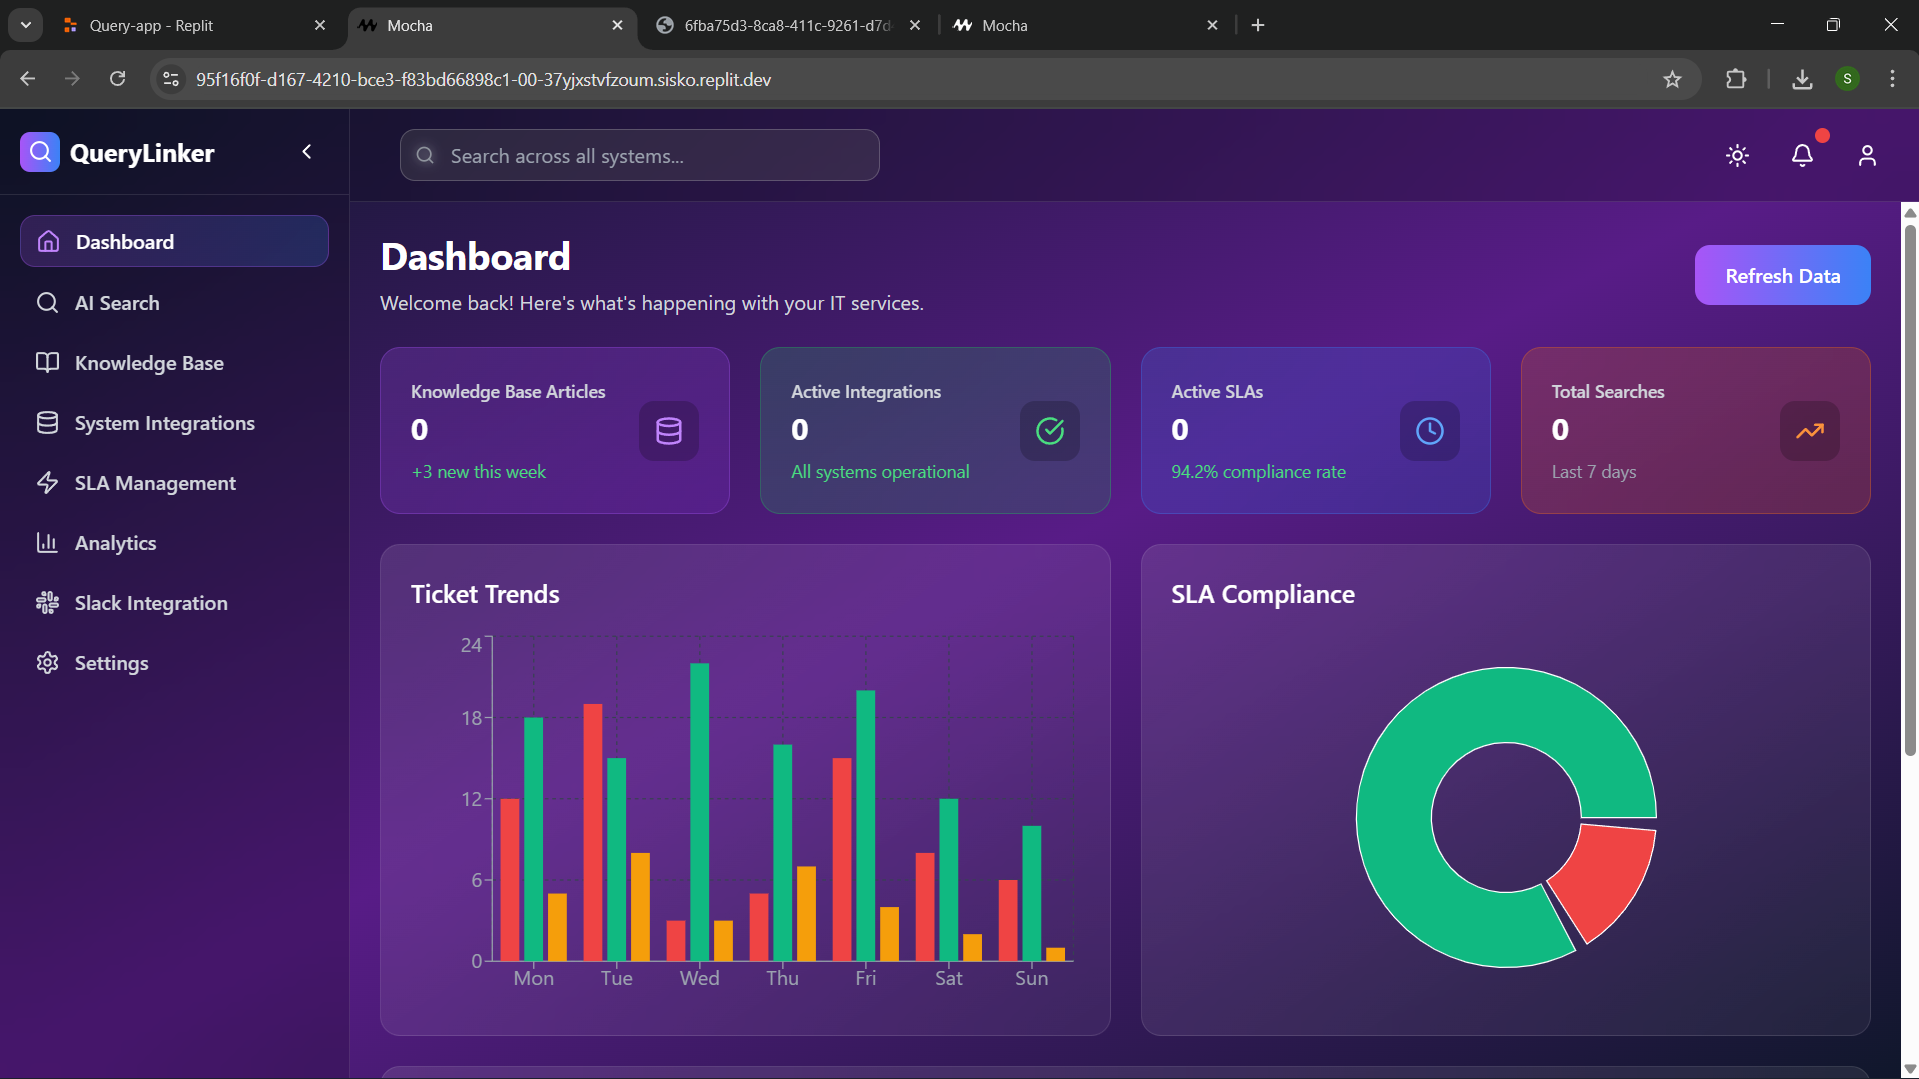 Query-app - Replit
Mocha
6fba75d3-8ca8-411c-9261-d7d
Mocha
95f16f0f-d167-4210-bce3-f83bd66898c1-00-37yjxstvfzoum.sisko.replit.dev
S
QueryLinker
Search across all systems...
Dashboard
AI Search
Knowledge Base
System Integrations
SLA Management
Analytics
Slack Integration
Settings
Dashboard
Welcome back! Here's what's happening with your IT services.
Refresh Data
Knowledge Base Articles
0
+3 new this week
Active Integrations
0
All systems operational
Active SLAs
0
94.2% compliance rate
Total Searches
0
Last 7 days
Ticket Trends
24
18
12
6
0
Mon Tue Wed Thu Fri Sat Sun
SLA Compliance